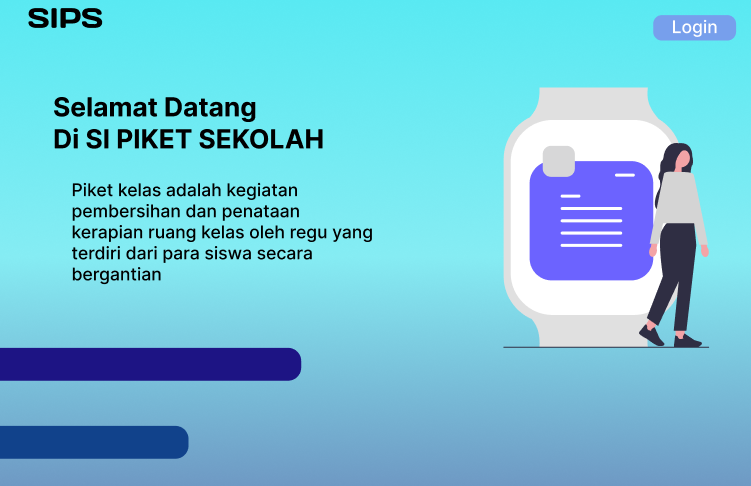 SIPS
Login
Selamat Datang
Di SI PIKET SEKOLAH
Piket kelas adalah kegiatan
pembersihan dan penataan
kerapian ruang kelas oleh regu yang
terdiri dari para siswa secara
bergantian